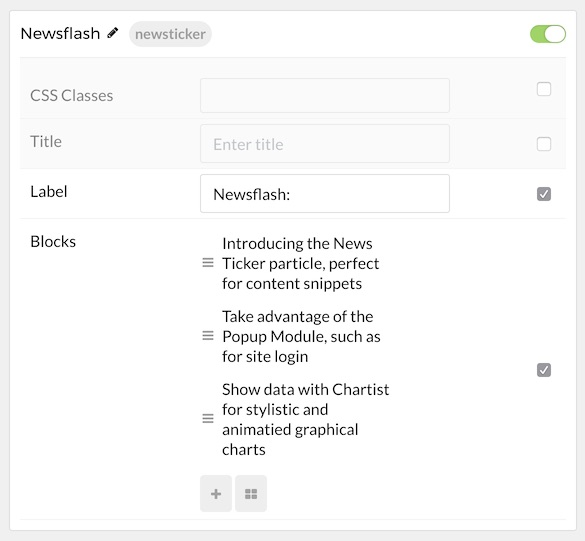 Newsflash newsticker
CSS Classes
Title Enter title
Label Newsflash:
Blocks
Introducing the News
Ticker particle, perfect
for content snippets
Take advantage of the
Popup Module, such as
for site login
Show data with Chartist
for stylistic and
animatied graphical
charts